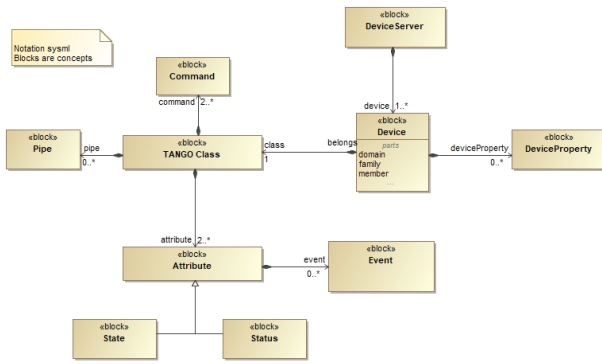 Notation sysml
Blocks are concepts
«block»
DeviceServer
«block»
Command
command 2..*
device 1..*
«block»
Pipe
pipe
0..*
«block»
TANGO Class
class
1
belongs
«block»
Device
parts
domain
family
member
...
deviceProperty
0..*
«block»
DeviceProperty
attribute 2..*
«block»
Attribute
event
0..*
«block»
Event
«block»
State
«block»
Status